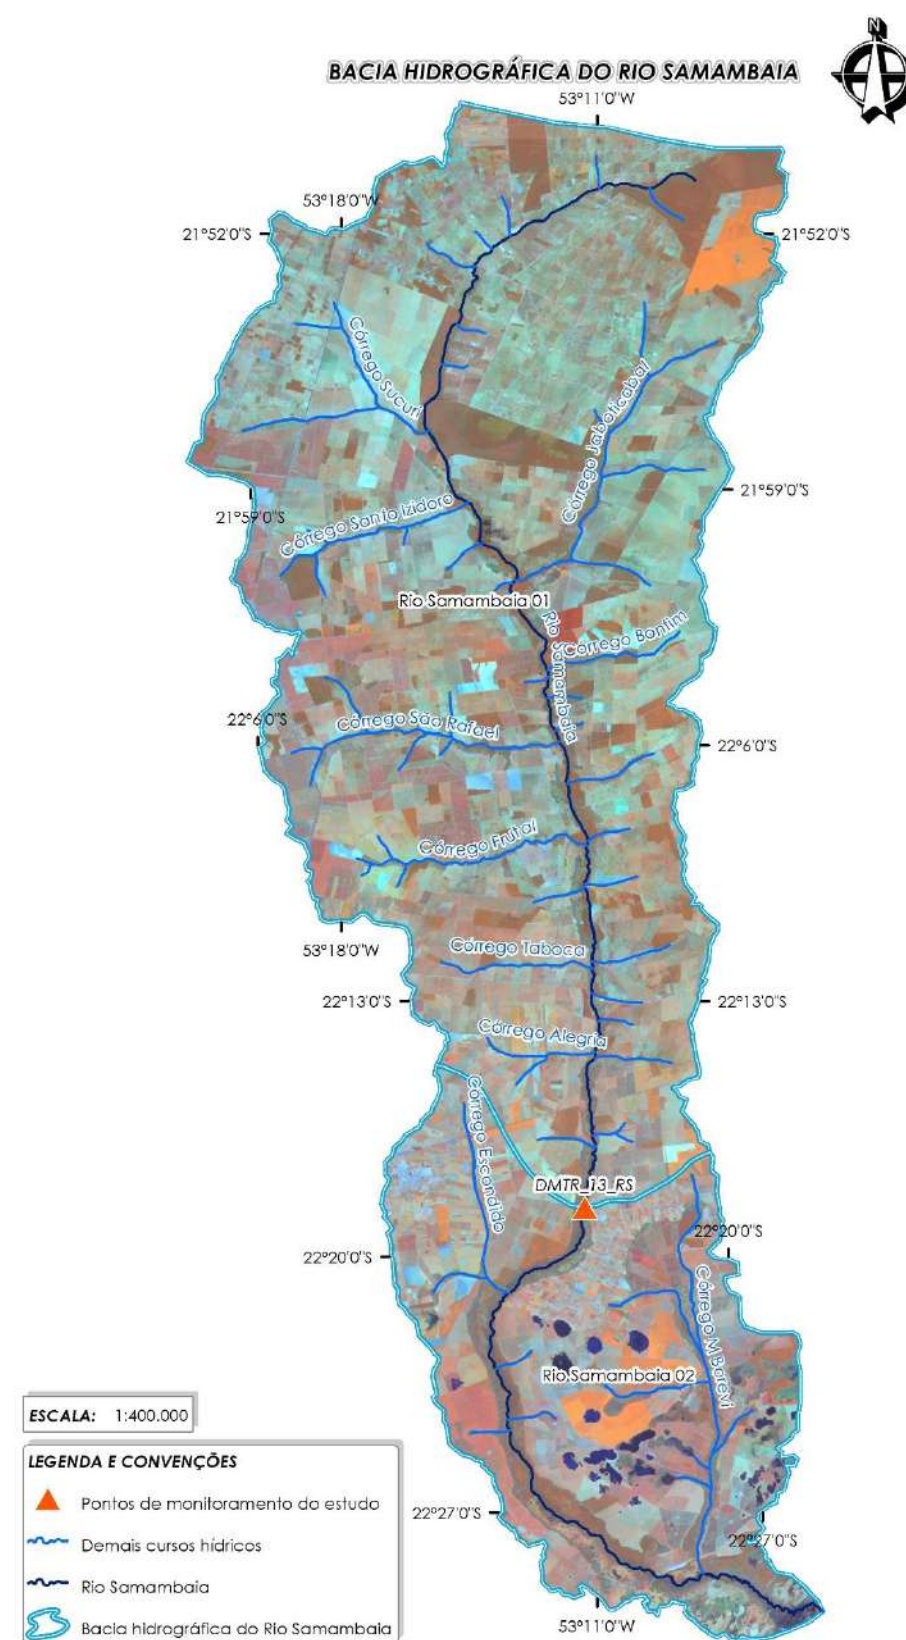 N
BACIA HIDROGRÁFICA DO RIO SAMAMBAIA
53°11'0"W
53°18'0"W
21°52'0"S
21°52'0"S
Córrego Sucuri
Córrego Jaboticabal
21°59'0"S
21°59'0"S
Córrego Santo Izidoro
Rio Samambaia 01
Rio Samambaia
Córrego Bonfim
22°6'0"S
Córrego São Rafael
22°6'0"S
Córrego Frutal
53°18'0"W
Córrego Taboca
22°13'0"S
22°13'0"S
Córrego Alegria
Córrego Escondido
DMTR_13_RS
22°20'0"S
22°20'0"S
Córrego MBarevi
Rio Samambaia 02
ESCALA: 1:400.000
LEGENDA E CONVENÇÕES
Pontos de monitoramento do estudo
22°27'0"S
22°27'0"S
Demais cursos hídricos
Rio Samambaia
53°11'0"W
Bacia hidrográfica do Rio Samambaia